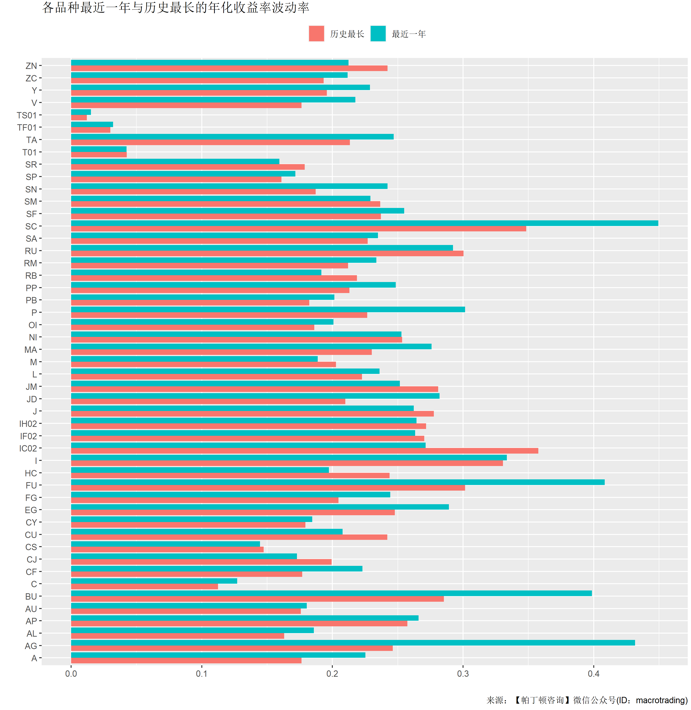 各品种最近一年与历史最长的年化收益率波动率
历史最长 最近一年
ZN
ZC
Y
V
TS01
TF01
TA
T01
SR
SP
SN
SM
SF
SC
SA
RU
RM
RB
PP
PB
P
OI
NI
MA
M
L
JM
JD
J
IH02
IF02
IC02
I
HC
FU
FG
EG
CY
CU
CS
CJ
CF
C
BU
AU
AP
AL
AG
A
0.0 0.1 0.2 0.3 0.4
来源：【帕丁顿咨询】微信公众号(ID：macrotrading)